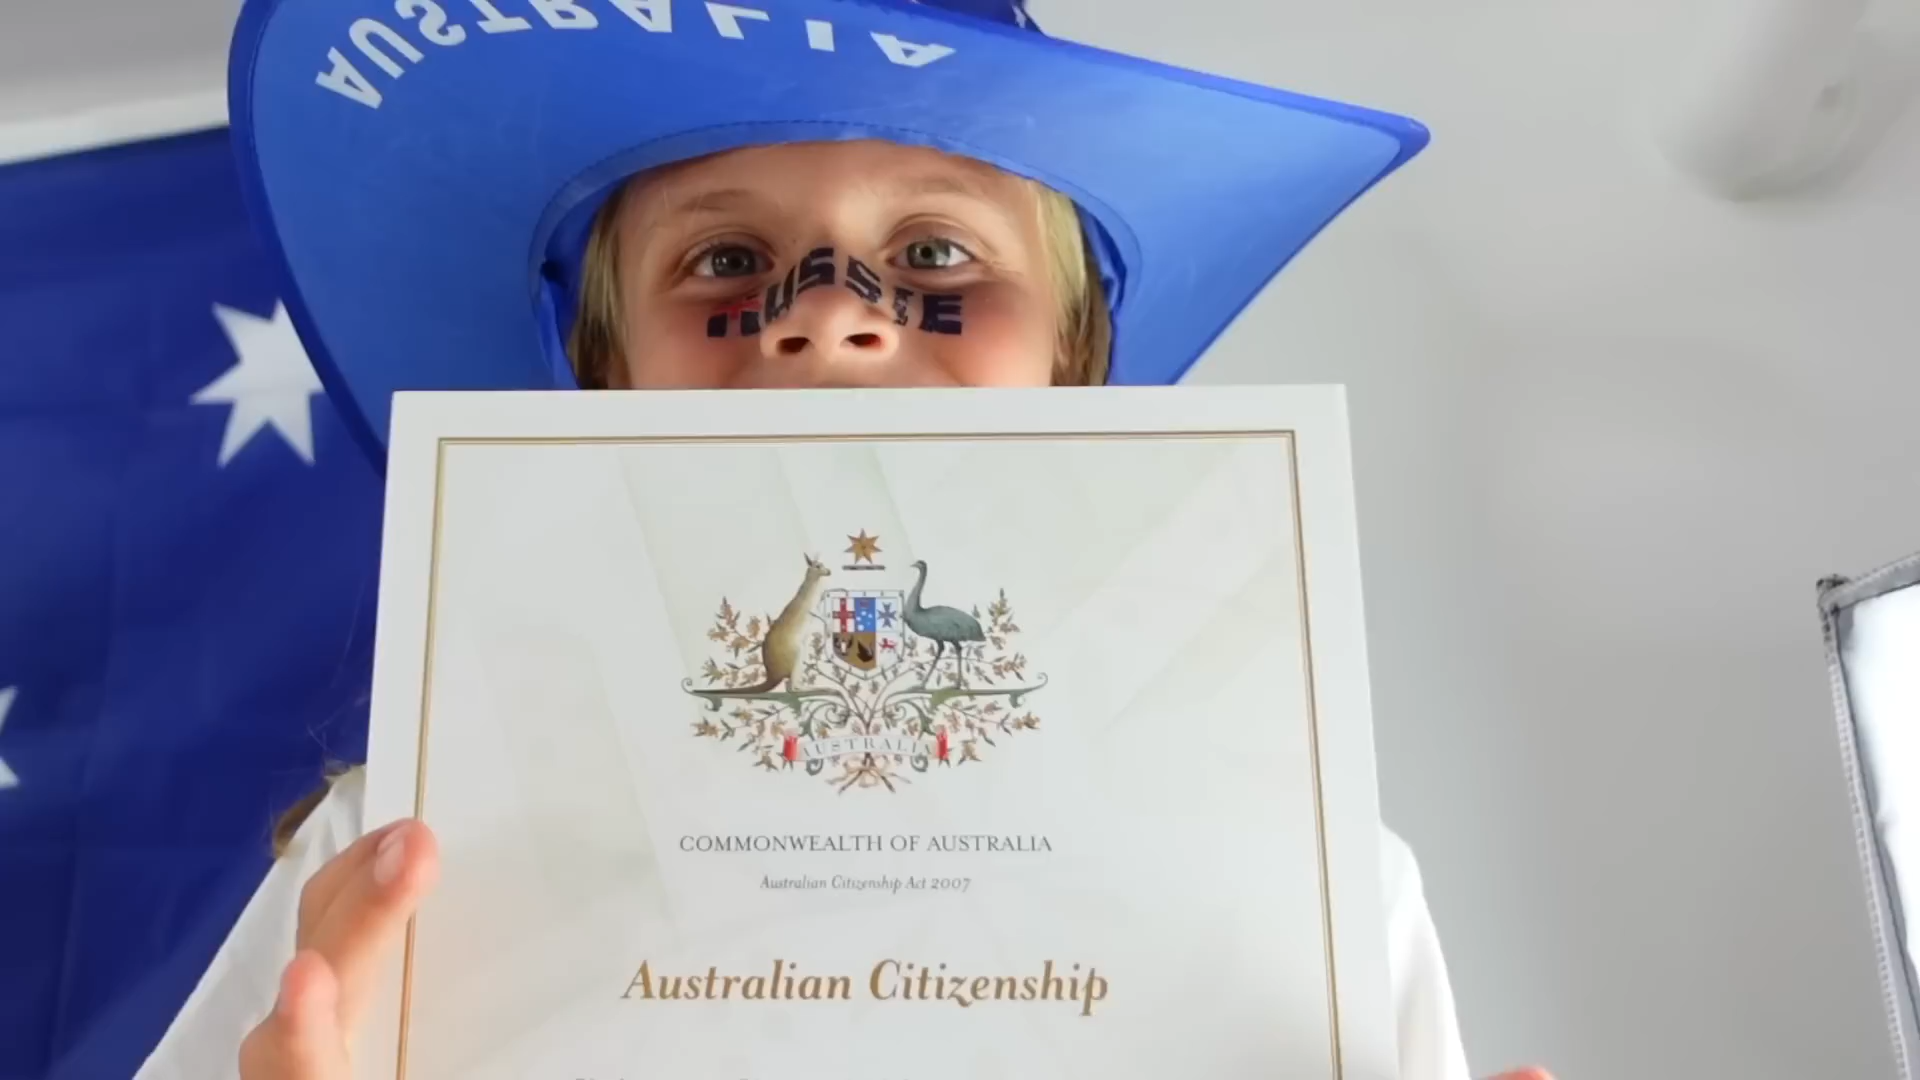 AUSTRALIA
AUSSIE
AUSTRALIA
COMMONWEALTH OF AUSTRALIA
Australian Citizenship Act 2007
Australian Citizenship